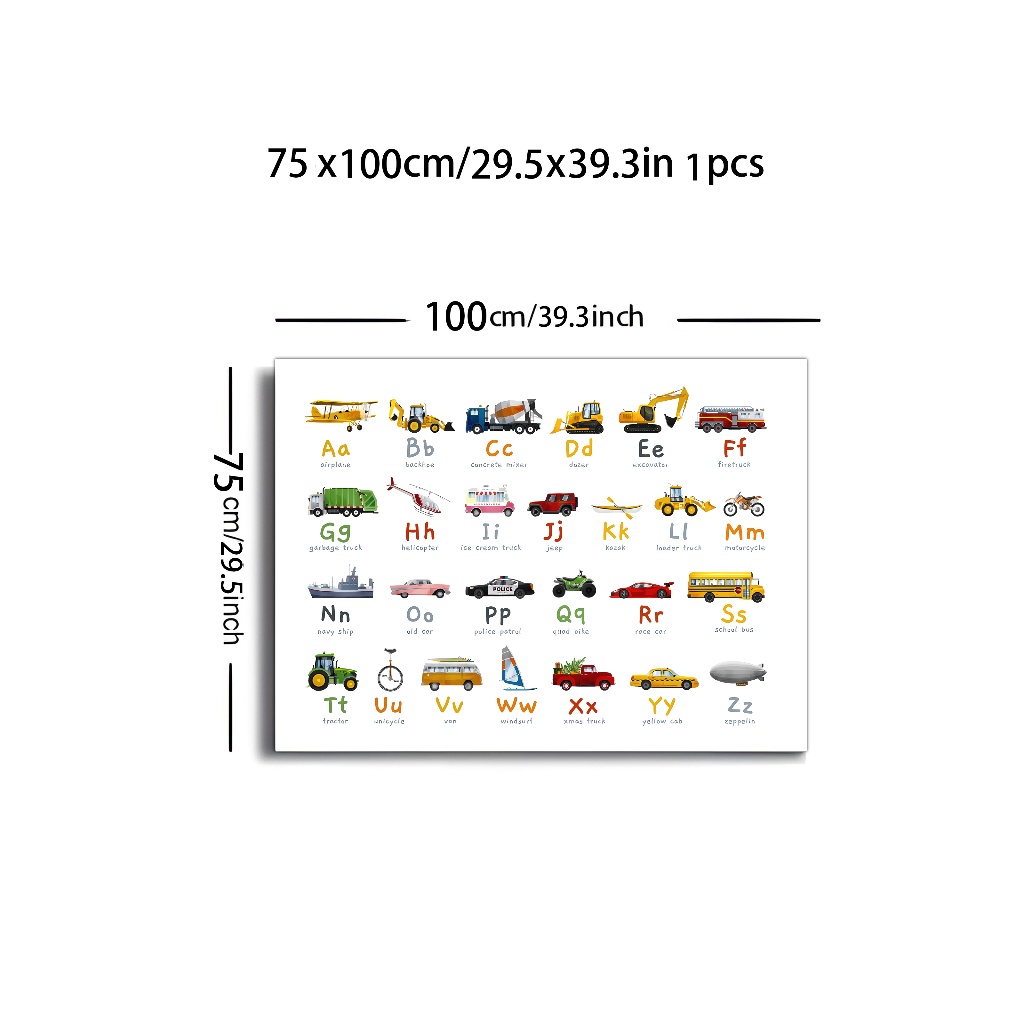 75 x100cm/29.5x39.3in 1pcs
100cm/39.3inch
75cm/29.5inch
Aa Bb Cc Dd Ee Ff
airplane backhoe concrete mixer dozer excavator firetruck
Gg Hh Ii Jj Kk Ll Mm
garbage truck helicopter ice cream truck jeep kayak loader truck motorcycle
Nn Oo Pp Qq Rr Ss
navy ship old car police patrol quad bike race car school bus
POLICE
Tt Uu Vv Ww Xx Yy Zz
tractor unicycle van windsurf xmas truck yellow cab zeppelin